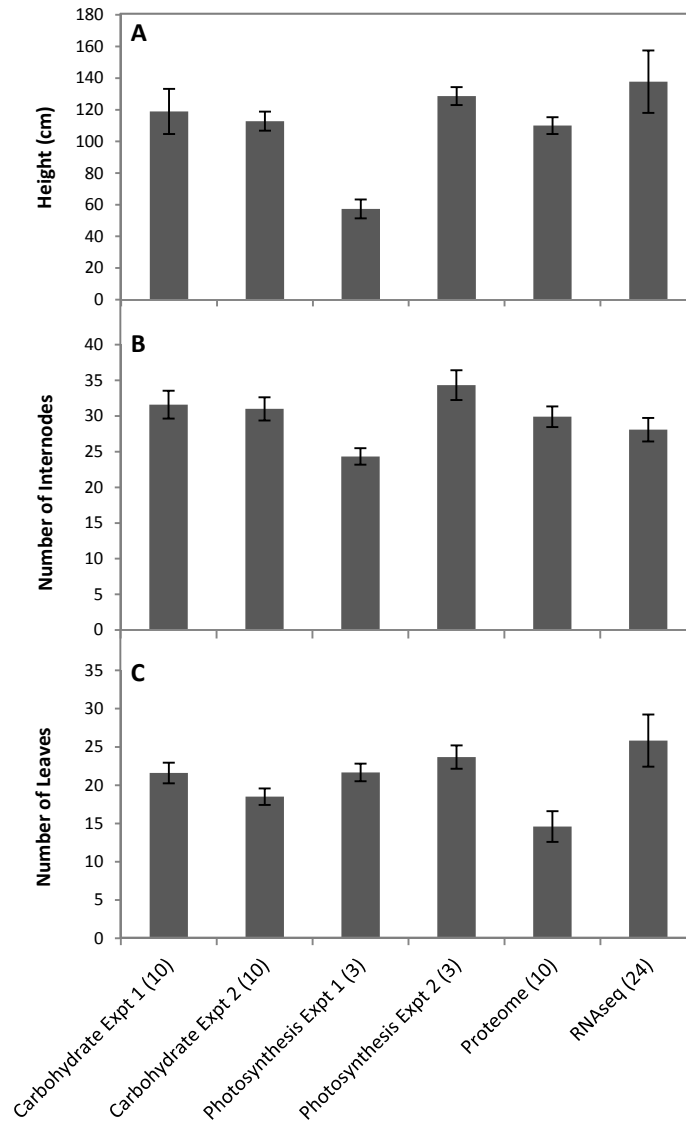 A
Height (cm)
180
160
140
120
100
80
60
40
20
0
B
Number of Internodes
40
35
30
25
20
15
10
5
0
C
Number of Leaves
35
30
25
20
15
10
5
0
Carbohydrate Expt 1 (10)
Carbohydrate Expt 2 (10)
Photosynthesis Expt 1 (3)
Photosynthesis Expt 2 (3)
Proteome (10)
RNAseq (24)